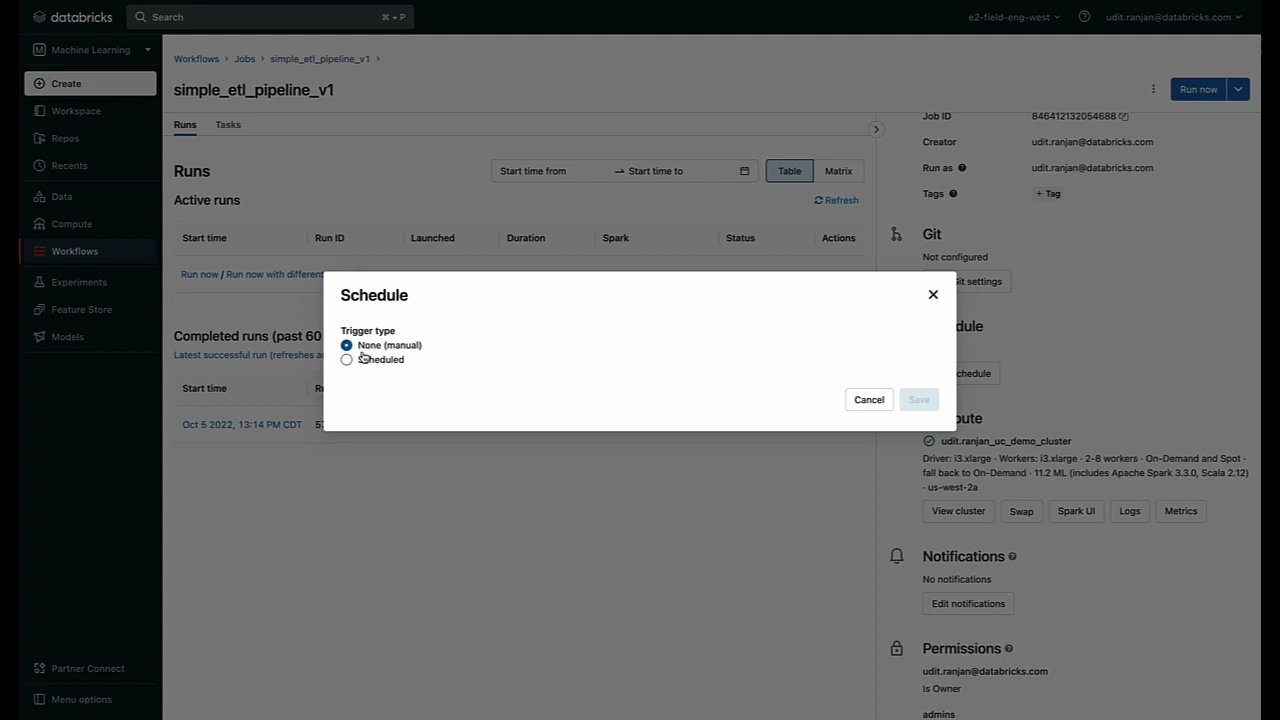 databricks
Search
⌘ + P
e2-field-eng-west
udit.ranjan@databricks.com
M Machine Learning
Create
Workspace
Repos
Recents
Data
Compute
Workflows
Experiments
Feature Store
Models
Partner Connect
Menu options
Workflows > Jobs > simple_etl_pipeline_v1 >
simple_etl_pipeline_v1
Run now
Runs Tasks
Runs
Start time from → Start time to
Table Matrix
Active runs
Refresh
Start time Run ID Launched Duration Spark Status Actions
Run now / Run now with different
Completed runs (past 60
Latest successful run (refreshes
Start time
Oct 5 2022, 13:14 PM CDT
Schedule
Trigger type
None (manual)
Scheduled
Cancel Save
Job ID 846412132054688
Creator udit.ranjan@databricks.com
Run as udit.ranjan@databricks.com
Tags + Tag
Git
Not configured
Git settings
udit.ranjan_uc_demo_cluster
Driver: i3.xlarge · Workers: i3.xlarge · 2-8 workers · On-Demand and Spot ·
fall back to On-Demand · 11.2 ML (includes Apache Spark 3.3.0, Scala 2.12)
· us-west-2a
View cluster Swap Spark UI Logs Metrics
Notifications
No notifications
Edit notifications
Permissions
udit.ranjan@databricks.com
Is Owner
admins